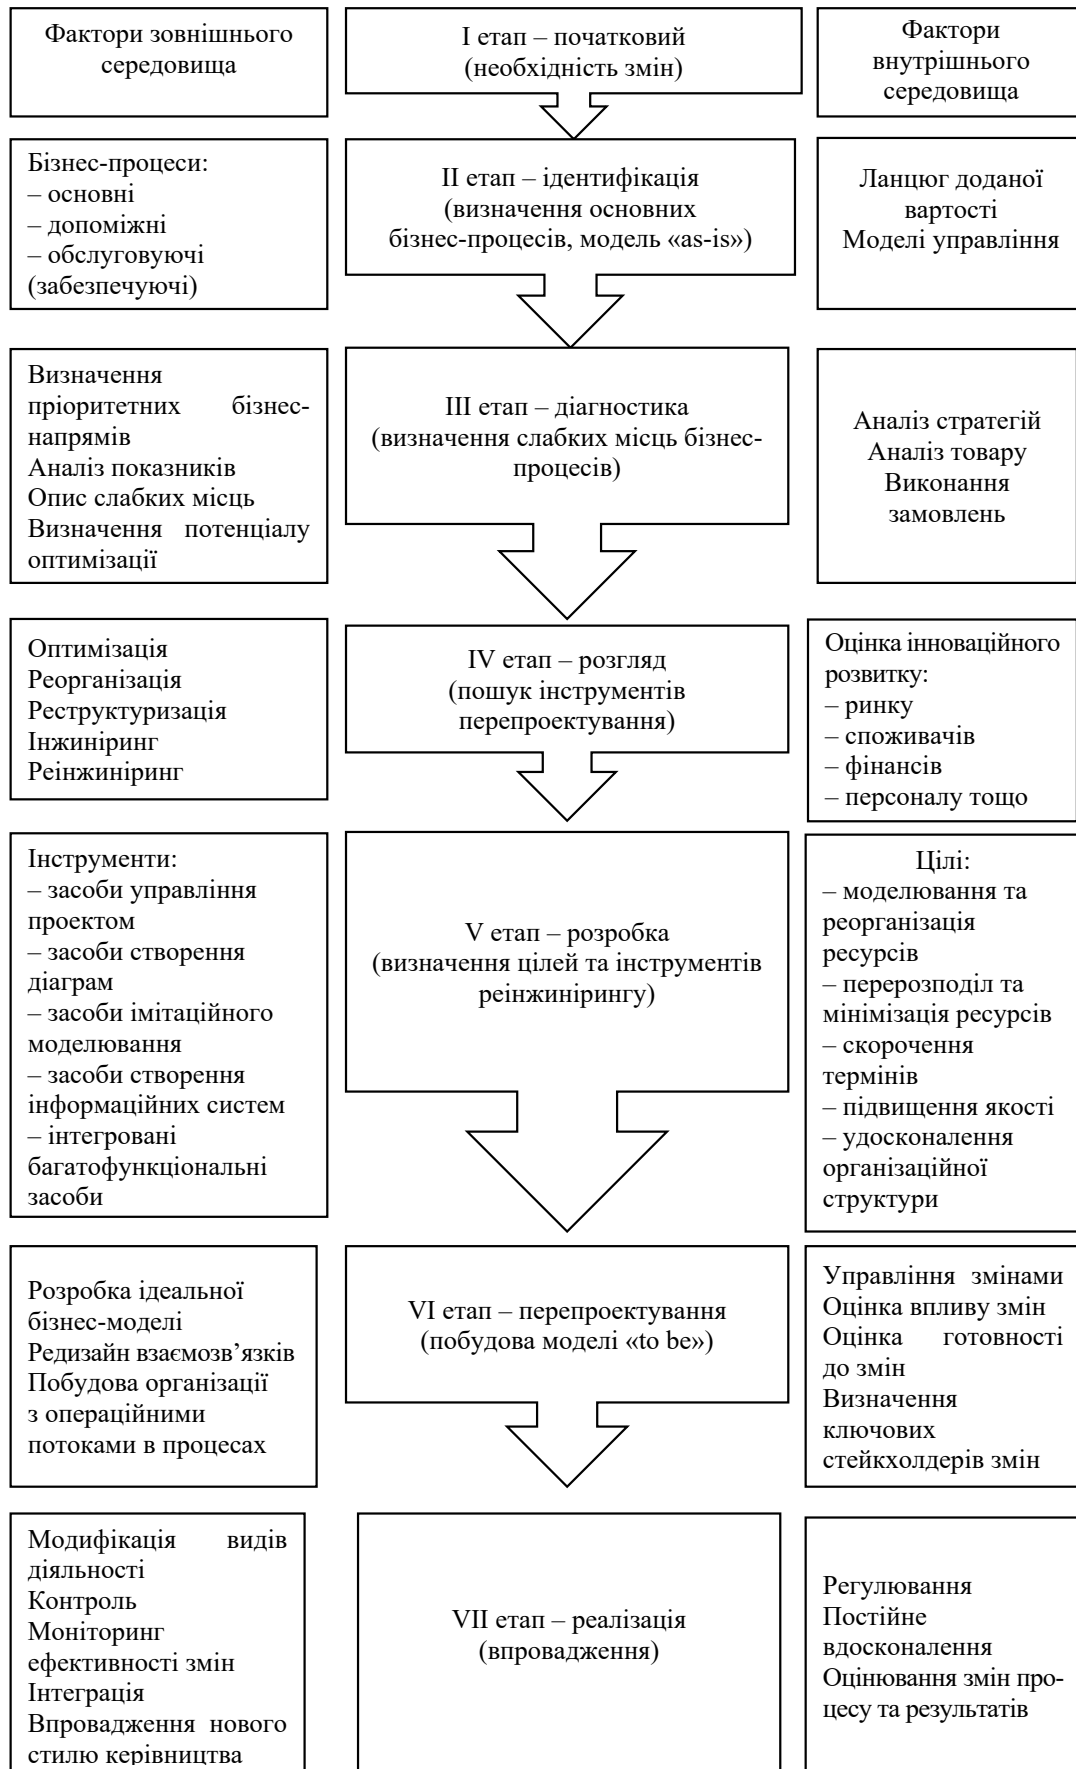 Фактори зовнішнього
середовища
І етап – початковий
(необхідність змін)
Фактори
внутрішнього
середовища
Бізнес-процеси:
– основні
– допоміжні
– обслуговуючі
(забезпечуючі)
ІІ етап – ідентифікація
(визначення основних
бізнес-процесів, модель «as-is»)
Ланцюг доданої
вартості
Моделі управління
Визначення
пріоритетних бізнес-
напрямів
Аналіз показників
Опис слабких місць
Визначення потенціалу
оптимізації
ІІІ етап – діагностика
(визначення слабких місць бізнес-
процесів)
Аналіз стратегій
Аналіз товару
Виконання
замовлень
Оптимізація
Реорганізація
Реструктуризація
Інжиніринг
Реінжиніринг
IV етап – розгляд
(пошук інструментів
перепроектування)
Оцінка інноваційного
розвитку:
– ринку
– споживачів
– фінансів
– персоналу тощо
Інструменти:
– засоби управління
проектом
– засоби створення
діаграм
– засоби імітаційного
моделювання
– засоби створення
інформаційних систем
– інтегровані
багатофункціональні
засоби
V етап – розробка
(визначення цілей та інструментів
реінжинірингу)
Цілі:
– моделювання та
реорганізація
ресурсів
– перерозподіл та
мінімізація ресурсів
– скорочення
термінів
– підвищення якості
– удосконалення
організаційної
структури
Розробка ідеальної
бізнес-моделі
Редизайн взаємозв’язків
Побудова організації
з операційними
потоками в процесах
VI етап – перепроектування
(побудова моделі «to be»)
Управління змінами
Оцінка впливу змін
Оцінка готовності
до змін
Визначення
ключових
стейкхолдерів змін
Модифікація видів
діяльності
Контроль
Моніторинг
ефективності змін
Інтеграція
Впровадження нового
стилю керівництва
VII етап – реалізація
(впровадження)
Регулювання
Постійне
вдосконалення
Оцінювання змін про-
цесу та результатів